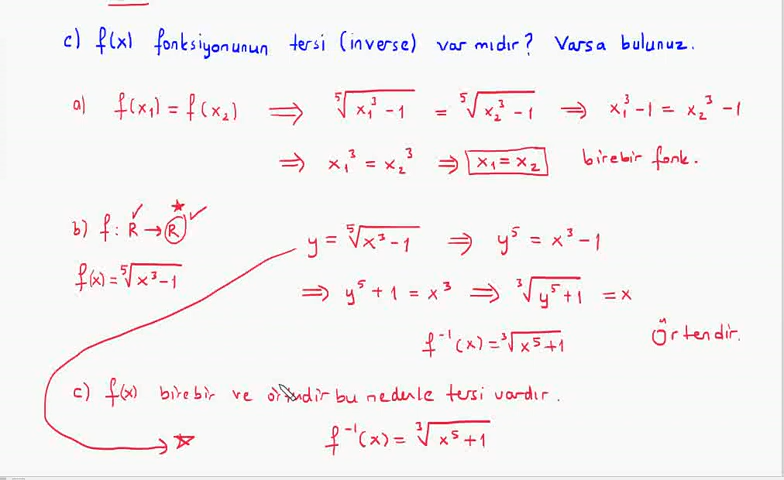 c) f(x) fonksiyonunun tersi (inverse) var mıdır? Varsa bulunuz.
a) f(x₁) = f(x₂) ⟹ ⁵√(x₁³ - 1) = ⁵√(x₂³ - 1) ⟹ x₁³ - 1 = x₂³ - 1
⟹ x₁³ = x₂³ ⟹ x₁ = x₂ birebir fonk.
b) f: R → R
f(x) = ⁵√(x³ - 1)
y = ⁵√(x³ - 1) ⟹ y⁵ = x³ - 1
⟹ y⁵ + 1 = x³ ⟹ ³√(y⁵ + 1) = x
f⁻¹(x) = ³√(x⁵ + 1) Örtendir.
c) f(x) birebir ve örtendir bu nedenle tersi vardır.
f⁻¹(x) = ³√(x⁵ + 1)